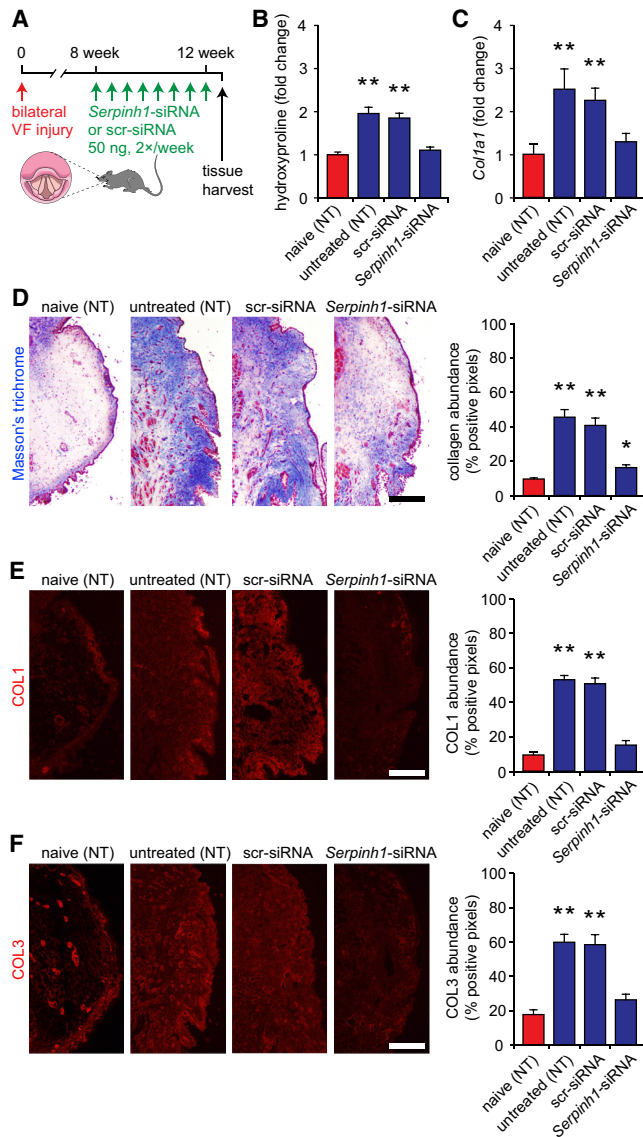 A
0
8 week
12 week
bilateral
VF injury
Serpinh1-siRNA
or scr-siRNA
50 ng, 2×/week
tissue
harvest
B
hydroxyproline (fold change)
4
3
2
1
0
**
**
naive (NT)
untreated (NT)
scr-siRNA
Serpinh1-siRNA
C
Col1a1 (fold change)
4
3
2
1
0
**
**
naive (NT)
untreated (NT)
scr-siRNA
Serpinh1-siRNA
D
naive (NT) untreated (NT) scr-siRNA Serpinh1-siRNA
Masson's trichrome
collagen abundance
(% positive pixels)
100
80
60
40
20
0
**
**
*
naive (NT)
untreated (NT)
scr-siRNA
Serpinh1-siRNA
E
naive (NT) untreated (NT) scr-siRNA Serpinh1-siRNA
COL1
COL1 abundance
(% positive pixels)
100
80
60
40
20
0
**
**
naive (NT)
untreated (NT)
scr-siRNA
Serpinh1-siRNA
F
naive (NT) untreated (NT) scr-siRNA Serpinh1-siRNA
COL3
COL3 abundance
(% positive pixels)
100
80
60
40
20
0
**
**
naive (NT)
untreated (NT)
scr-siRNA
Serpinh1-siRNA